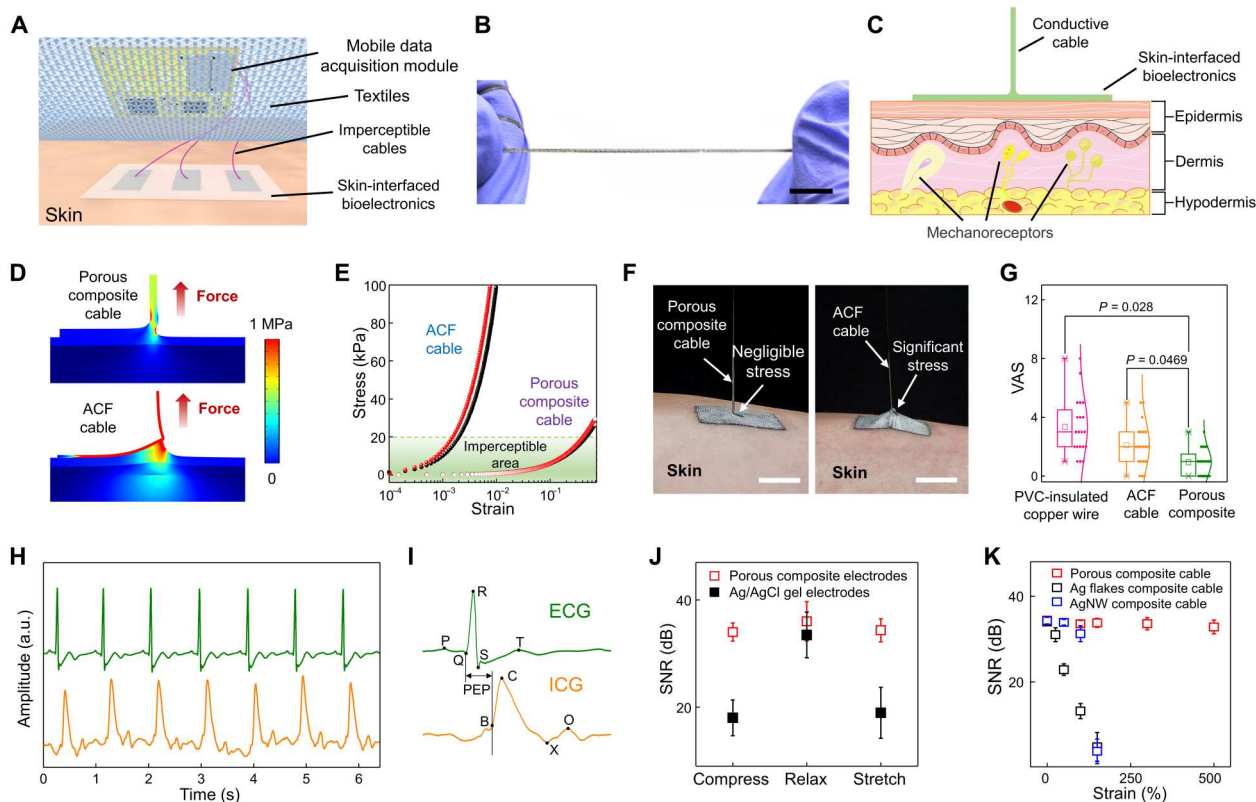 A
Mobile data
acquisition module
Textiles
Imperceptible
cables
Skin-interfaced
bioelectronics
Skin
B
C
Conductive
cable
Skin-interfaced
bioelectronics
Epidermis
Dermis
Hypodermis
Mechanoreceptors
D
Porous
composite
cable
Force
1 MPa
ACF
cable
Force
0
E
Stress (kPa)
100
80
60
40
20
0
ACF
cable
Porous
composite
cable
Imperceptible
area
10⁻⁴
10⁻³
10⁻²
10⁻¹
Strain
F
Porous
composite
cable
Negligible
stress
Skin
ACF
cable
Significant
stress
Skin
G
P = 0.028
P = 0.0469
VAS
12
8
4
0
PVC-insulated
copper wire
ACF
cable
Porous
composite
H
Amplitude (a.u.)
0 1 2 3 4 5 6
Time (s)
I
R
ECG
P
T
Q
S
PEP
C
ICG
B
O
X
J
Porous composite electrodes
Ag/AgCl gel electrodes
SNR (dB)
40
20
Compress Relax Stretch
K
Porous composite cable
Ag flakes composite cable
AgNW composite cable
SNR (dB)
40
20
0 250 500
Strain (%)